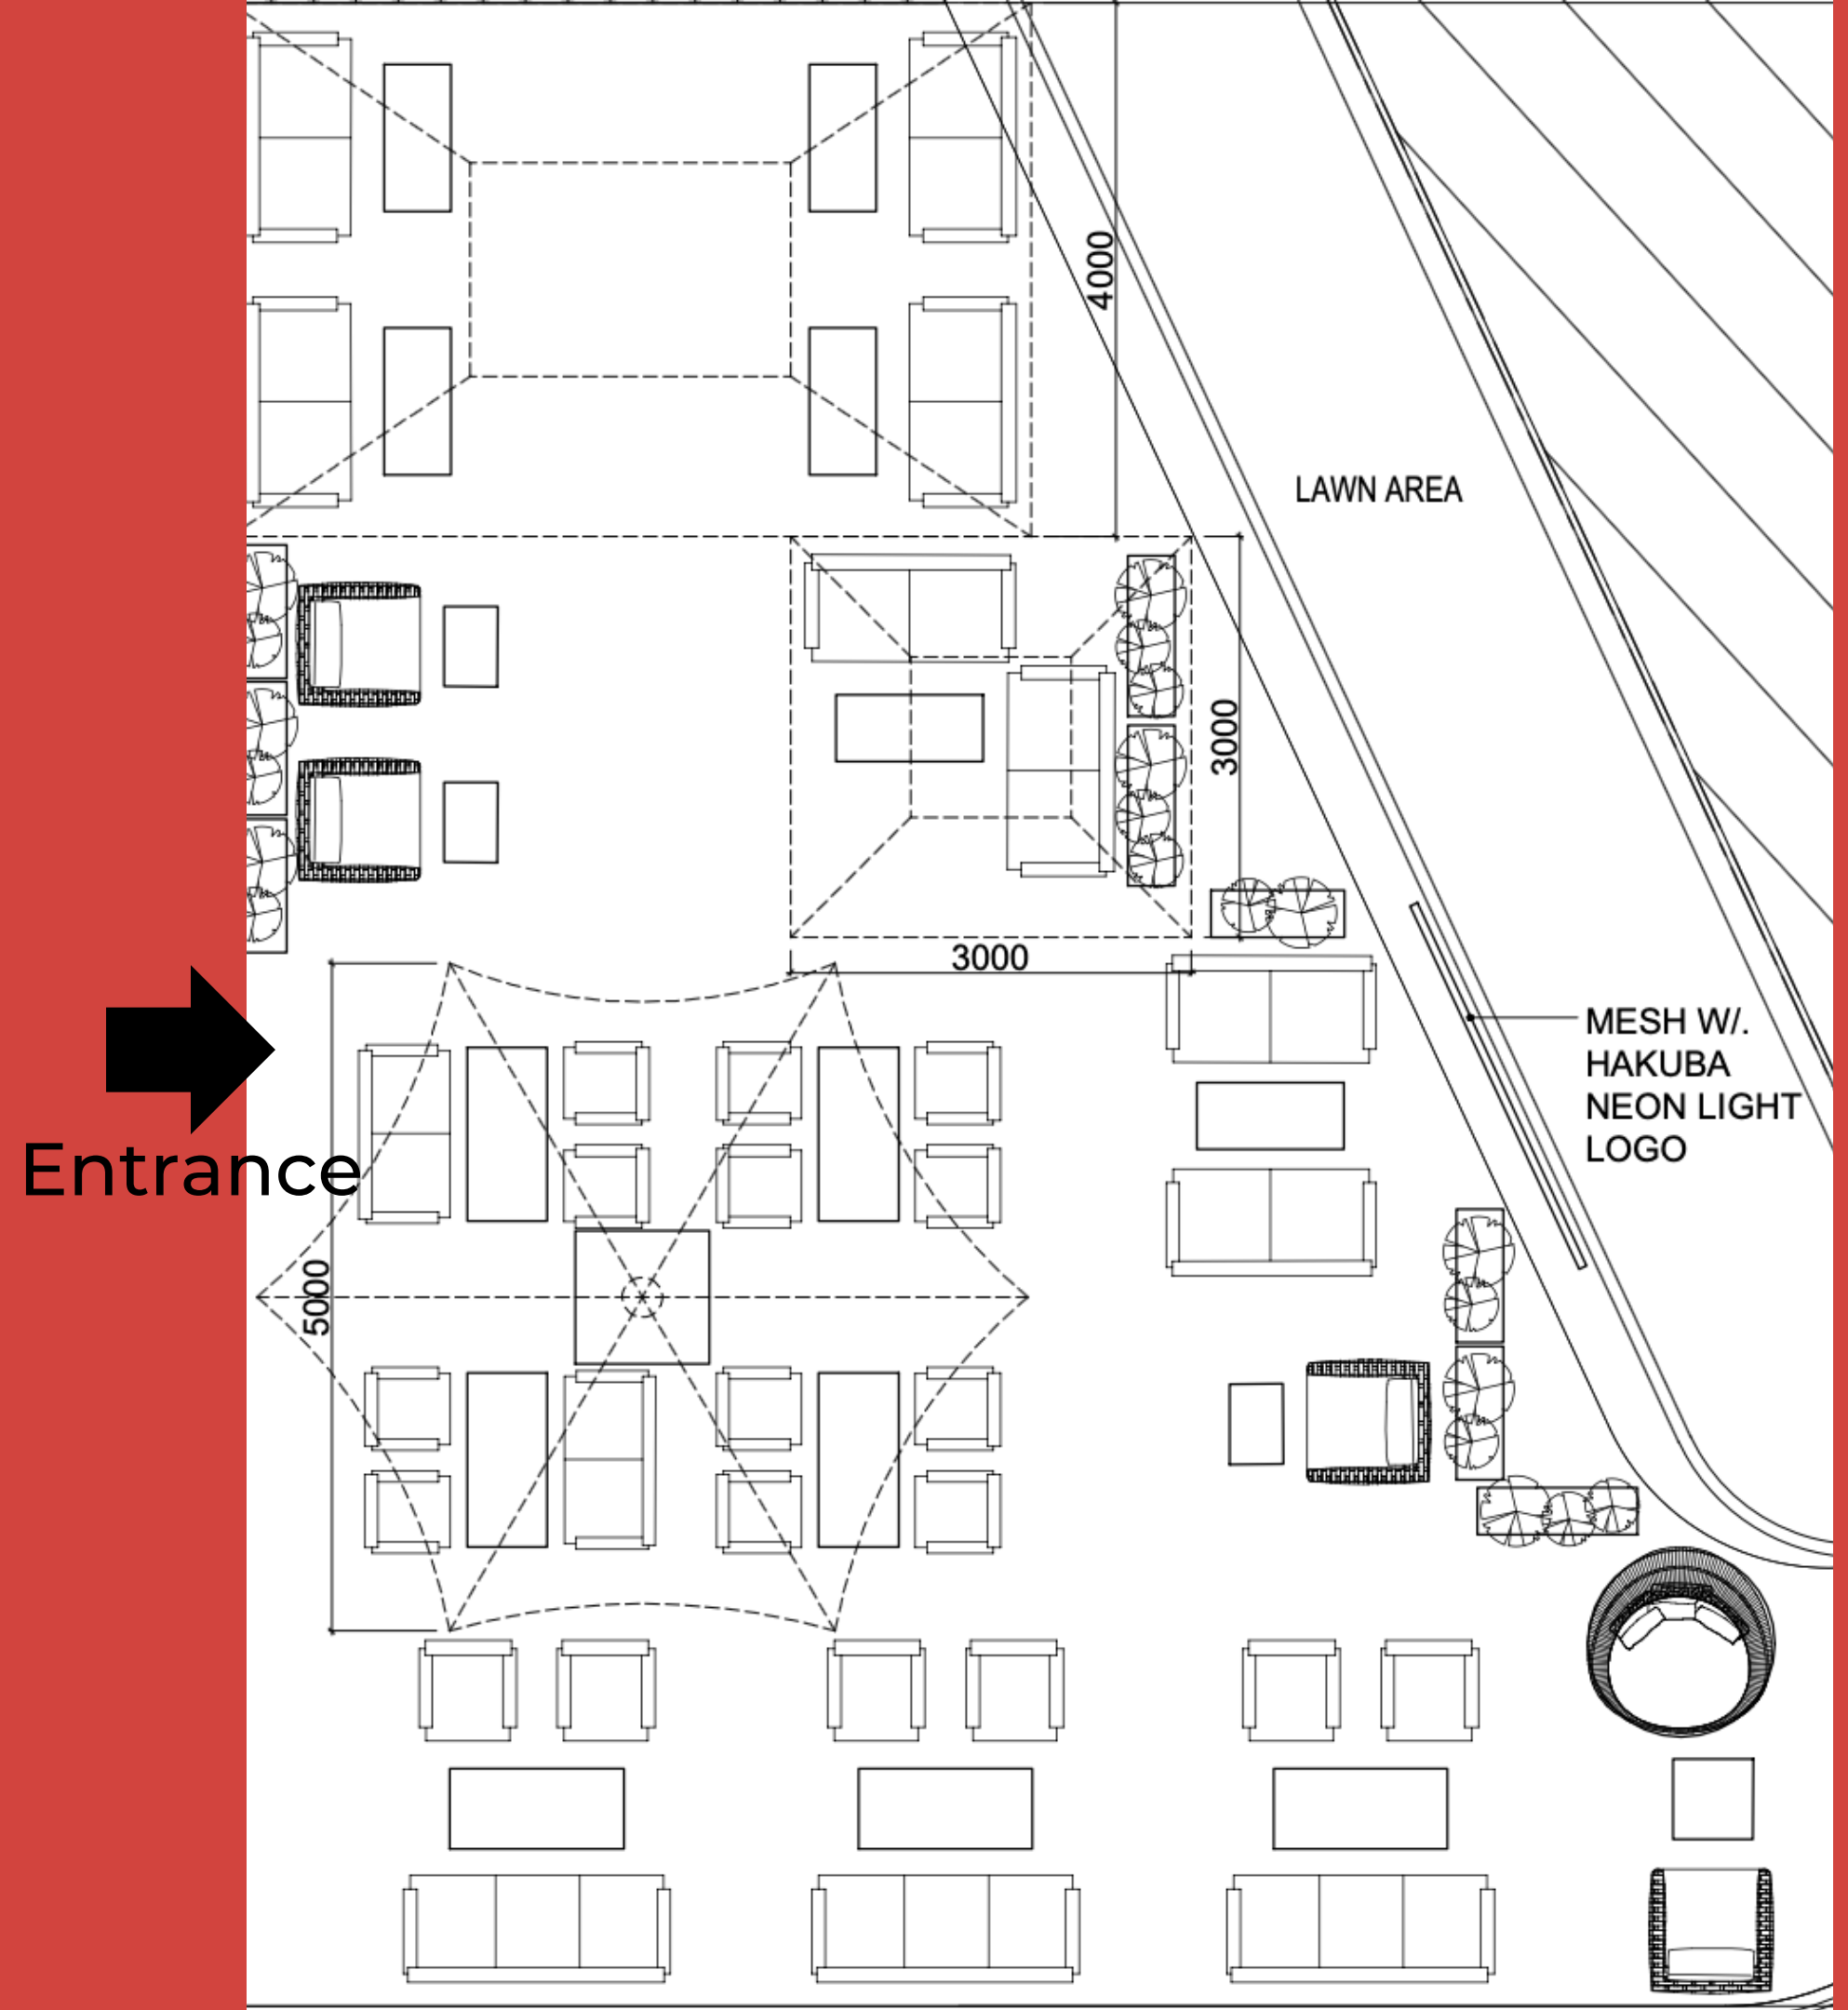 4000
LAWN AREA
3000
3000
MESH W/.
HAKUBA
NEON LIGHT
LOGO
Entrance
5000